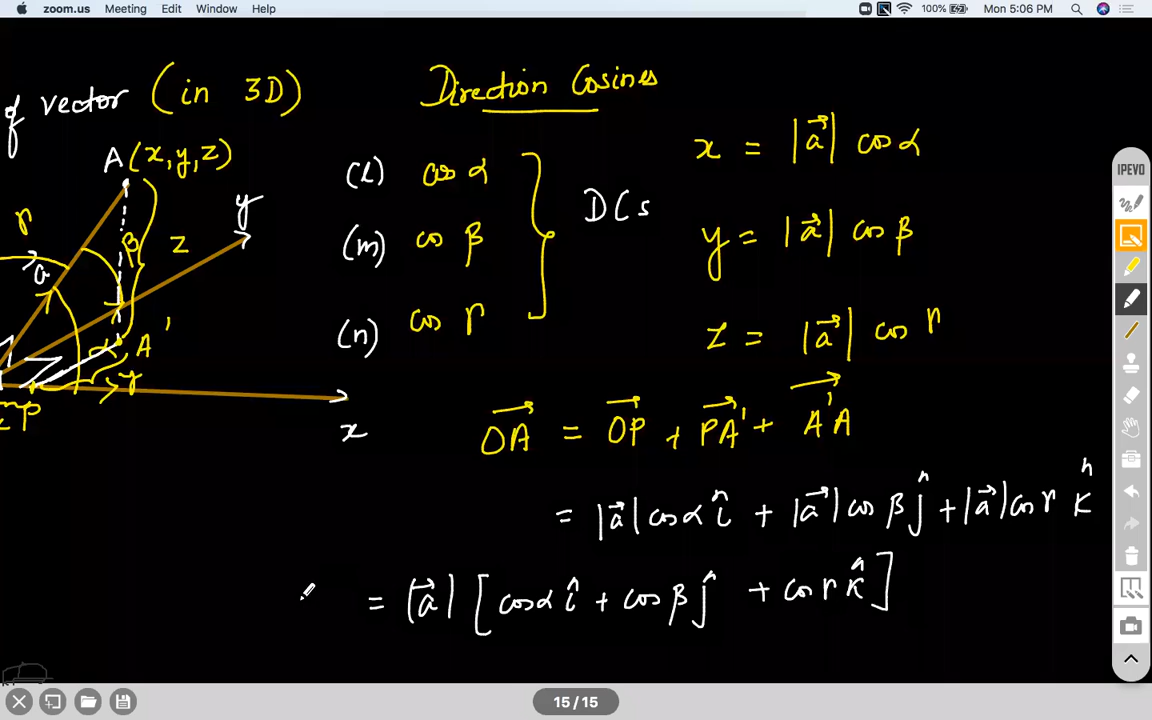 zoom.us Meeting Edit Window Help 100% Mon 5:06 PM
of vector (in 3D) Direction Cosines
A (x, y, z)
x = |a⃗| cos α
(l) cos α
DCs
r y
(m) cos β
y = |a⃗| cos β
β z
a
(n) cos r
z = |a⃗| cos r
A'
P
x
OA⃗ = OP⃗ + PA'⃗ + A'A⃗
= |a⃗| cos α î + |a⃗| cos β ĵ + |a⃗| cos r k̂
= |a⃗| [cos α î + cos β ĵ + cos r k̂]
IPEVO
15/15